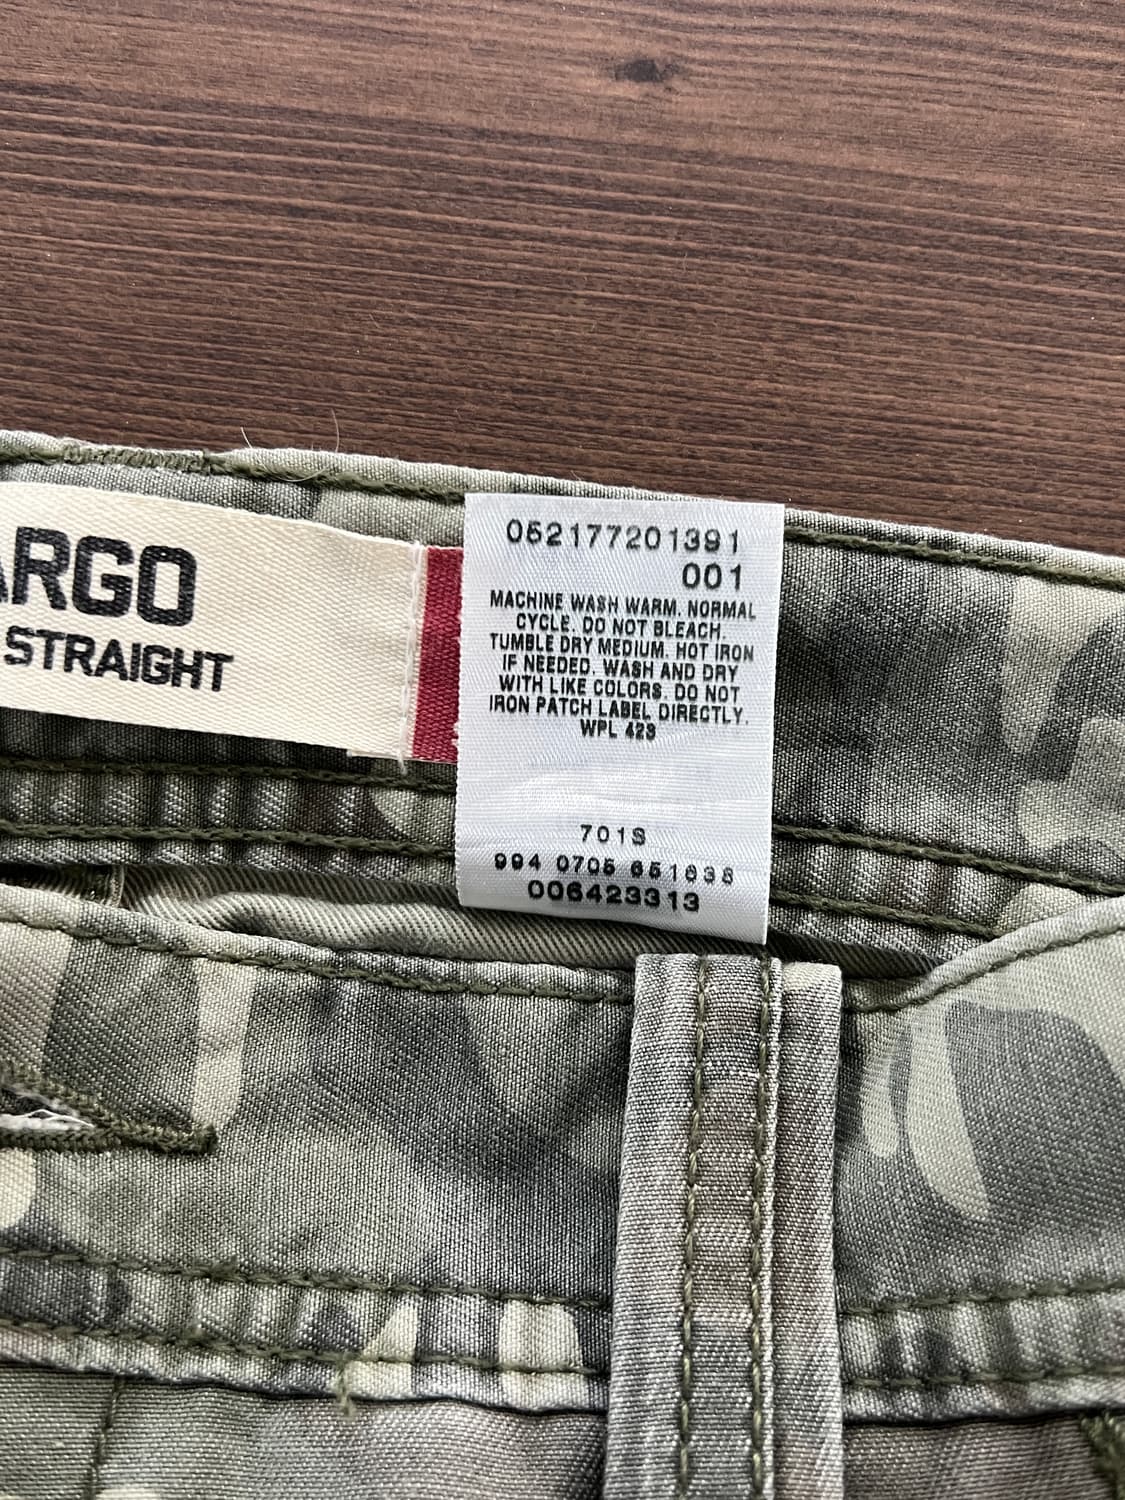 ARGO
STRAIGHT
052177201391
001
MACHINE WASH WARM. NORMAL
CYCLE. DO NOT BLEACH.
TUMBLE DRY MEDIUM. HOT IRON
IF NEEDED. WASH AND DRY
WITH LIKE COLORS. DO NOT
IRON PATCH LABEL DIRECTLY.
WPL 423
701S
994 0705 651638
006423313